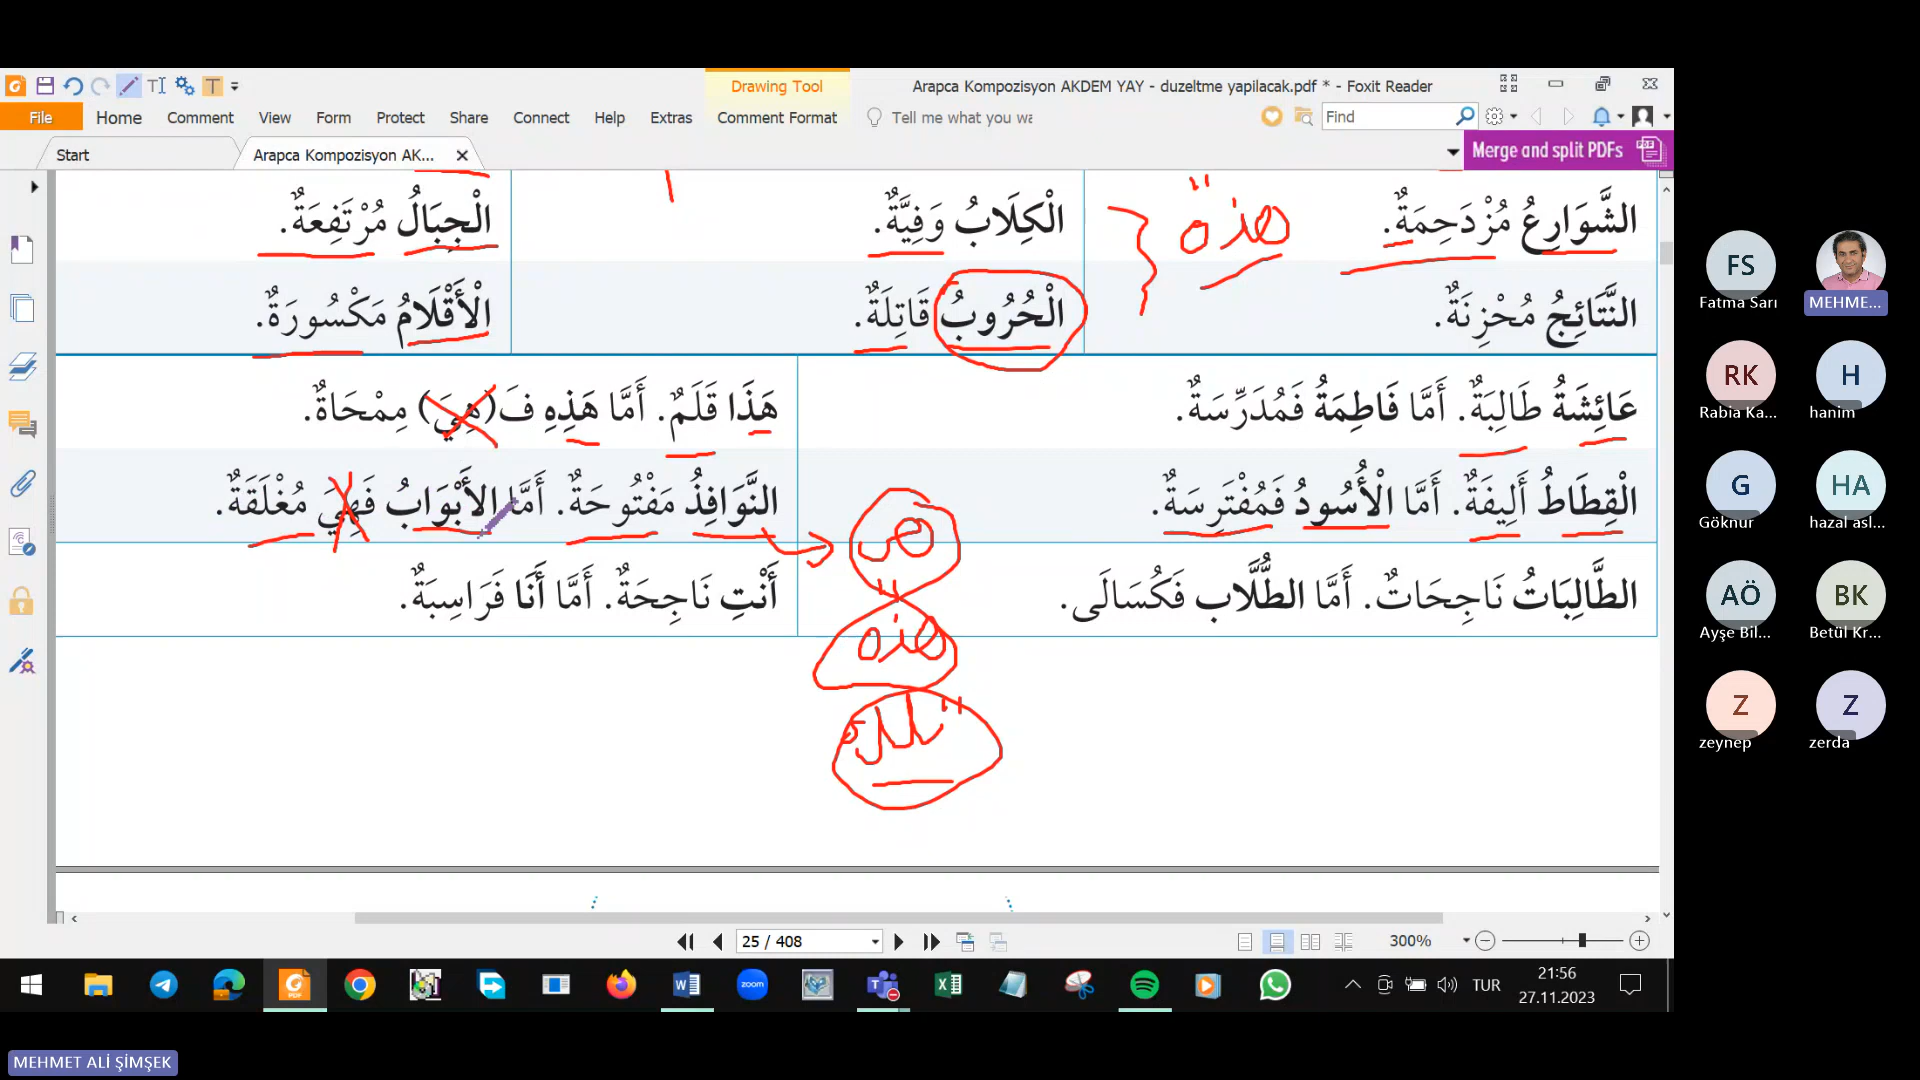 Drawing Tool
Arapca Kompozisyon AKDEM YAY - duzeltme yapilacak.pdf * - Foxit Reader
File Home Comment View Form Protect Share Connect Help Extras Comment Format Tell me what you wa Find
Start Arapca Kompozisyon AK... Merge and split PDFs
الشَّوَارِعُ مُزْدَحِمَةٌ. هذه الْكِلَابُ وَفِيَّةٌ. الْجِبَالُ مُرْتَفِعَةٌ.
النَّتَائِجُ مُحْزِنَةٌ. الْحُرُوبُ قَاتِلَةٌ. الْأَقْلَامُ مَكْسُورَةٌ.
عَائِشَةُ طَالِبَةٌ. أَمَّا فَاطِمَةُ فَمُدَرِّسَةٌ. هَذَا قَلَمٌ. أَمَّا هَذِهِ فَ(هِيَ) مِمْحَاةٌ.
الْقِطَاطُ أَلِيفَةٌ. أَمَّا الْأُسُودُ فَمُفْتَرِسَةٌ. النَّوَافِذُ مَفْتُوحَةٌ. أَمَّا الأَبْوَابُ فَهِيَ مُغْلَقَةٌ.
هي
الطَّالِبَاتُ نَاجِحَاتٌ. أَمَّا الطُّلَّاب فَكُسَالَى. أَنْتِ نَاجِحَةٌ. أَمَّا أَنَا فَرَاسِبَةٌ.
هذه
25 / 408
300%
FS
Fatma Sarı
MEHME...
RK
Rabia Ka...
H
hanim
G
Göknur
HA
hazal asl...
AÖ
Ayşe Bil...
BK
Betül Kr...
Z
zeynep
Z
zerda
zoom
TUR
21:56
27.11.2023
MEHMET ALİ ŞİMŞEK